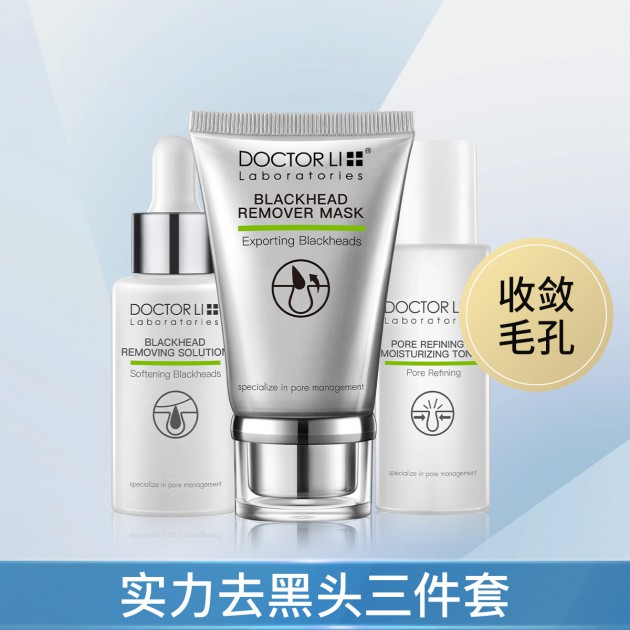 DOCTOR LI ®
Laboratories
BLACKHEAD
REMOVER MASK
Exporting Blackheads
specialize in pore management
DOCTOR LI
Laboratories
BLACKHEAD
REMOVING SOLUTION
Softening Blackheads
specialize in pore management
DOCTOR LI
Laborator
PORE REFINING
MOISTURIZING TON
Pore Refining
specialize in pore management
收敛
毛孔
实力去黑头三件套